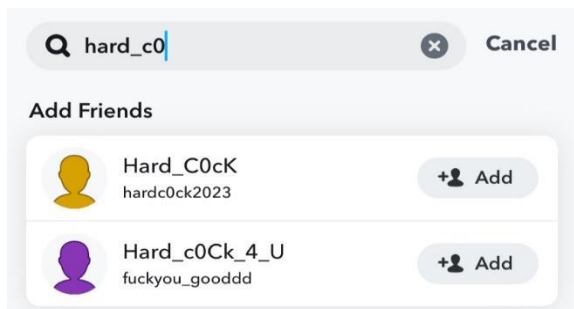 hard_c0
Cancel
Add Friends
Hard_C0cK
hardc0ck2023
Add
Hard_c0Ck_4_U
fuckyou_gooddd
Add